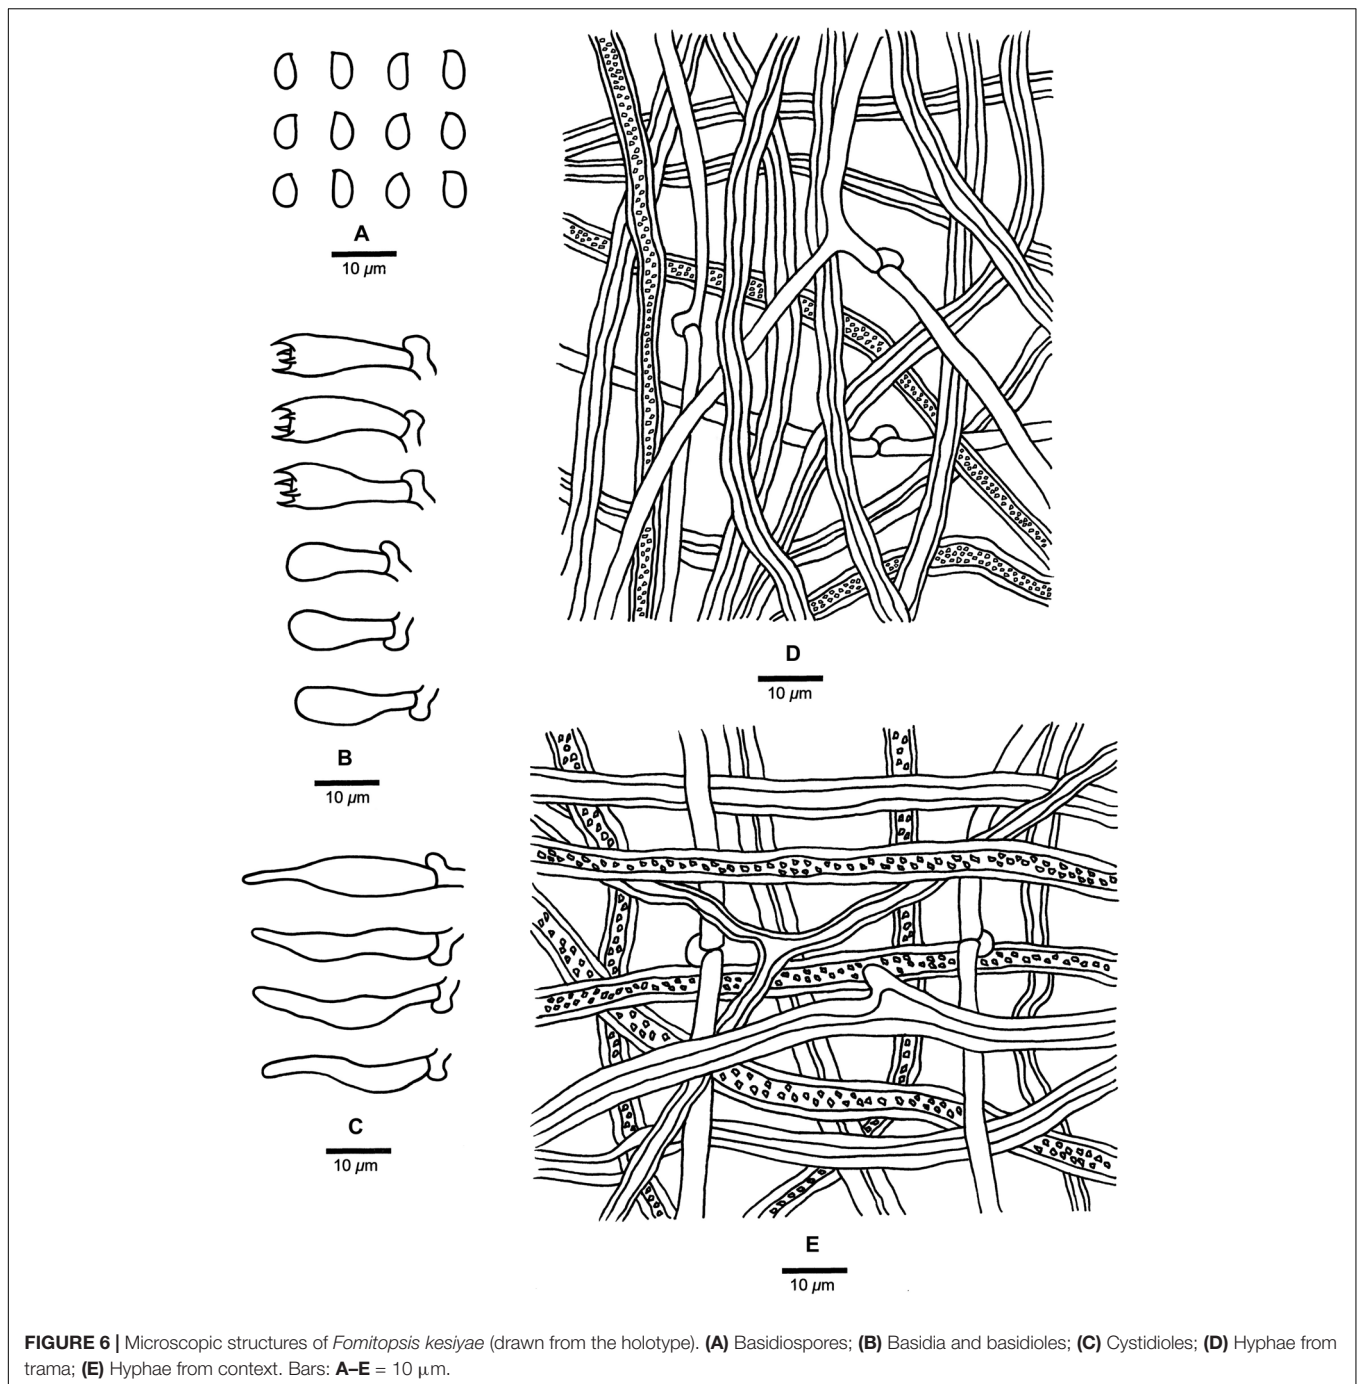 A
10 µm
B
10 µm
C
10 µm
D
10 µm
E
10 µm
FIGURE 6 | Microscopic structures of Fomitopsis kesiyae (drawn from the holotype). (A) Basidiospores; (B) Basidia and basidioles; (C) Cystidioles; (D) Hyphae from
trama; (E) Hyphae from context. Bars: A–E = 10 µm.